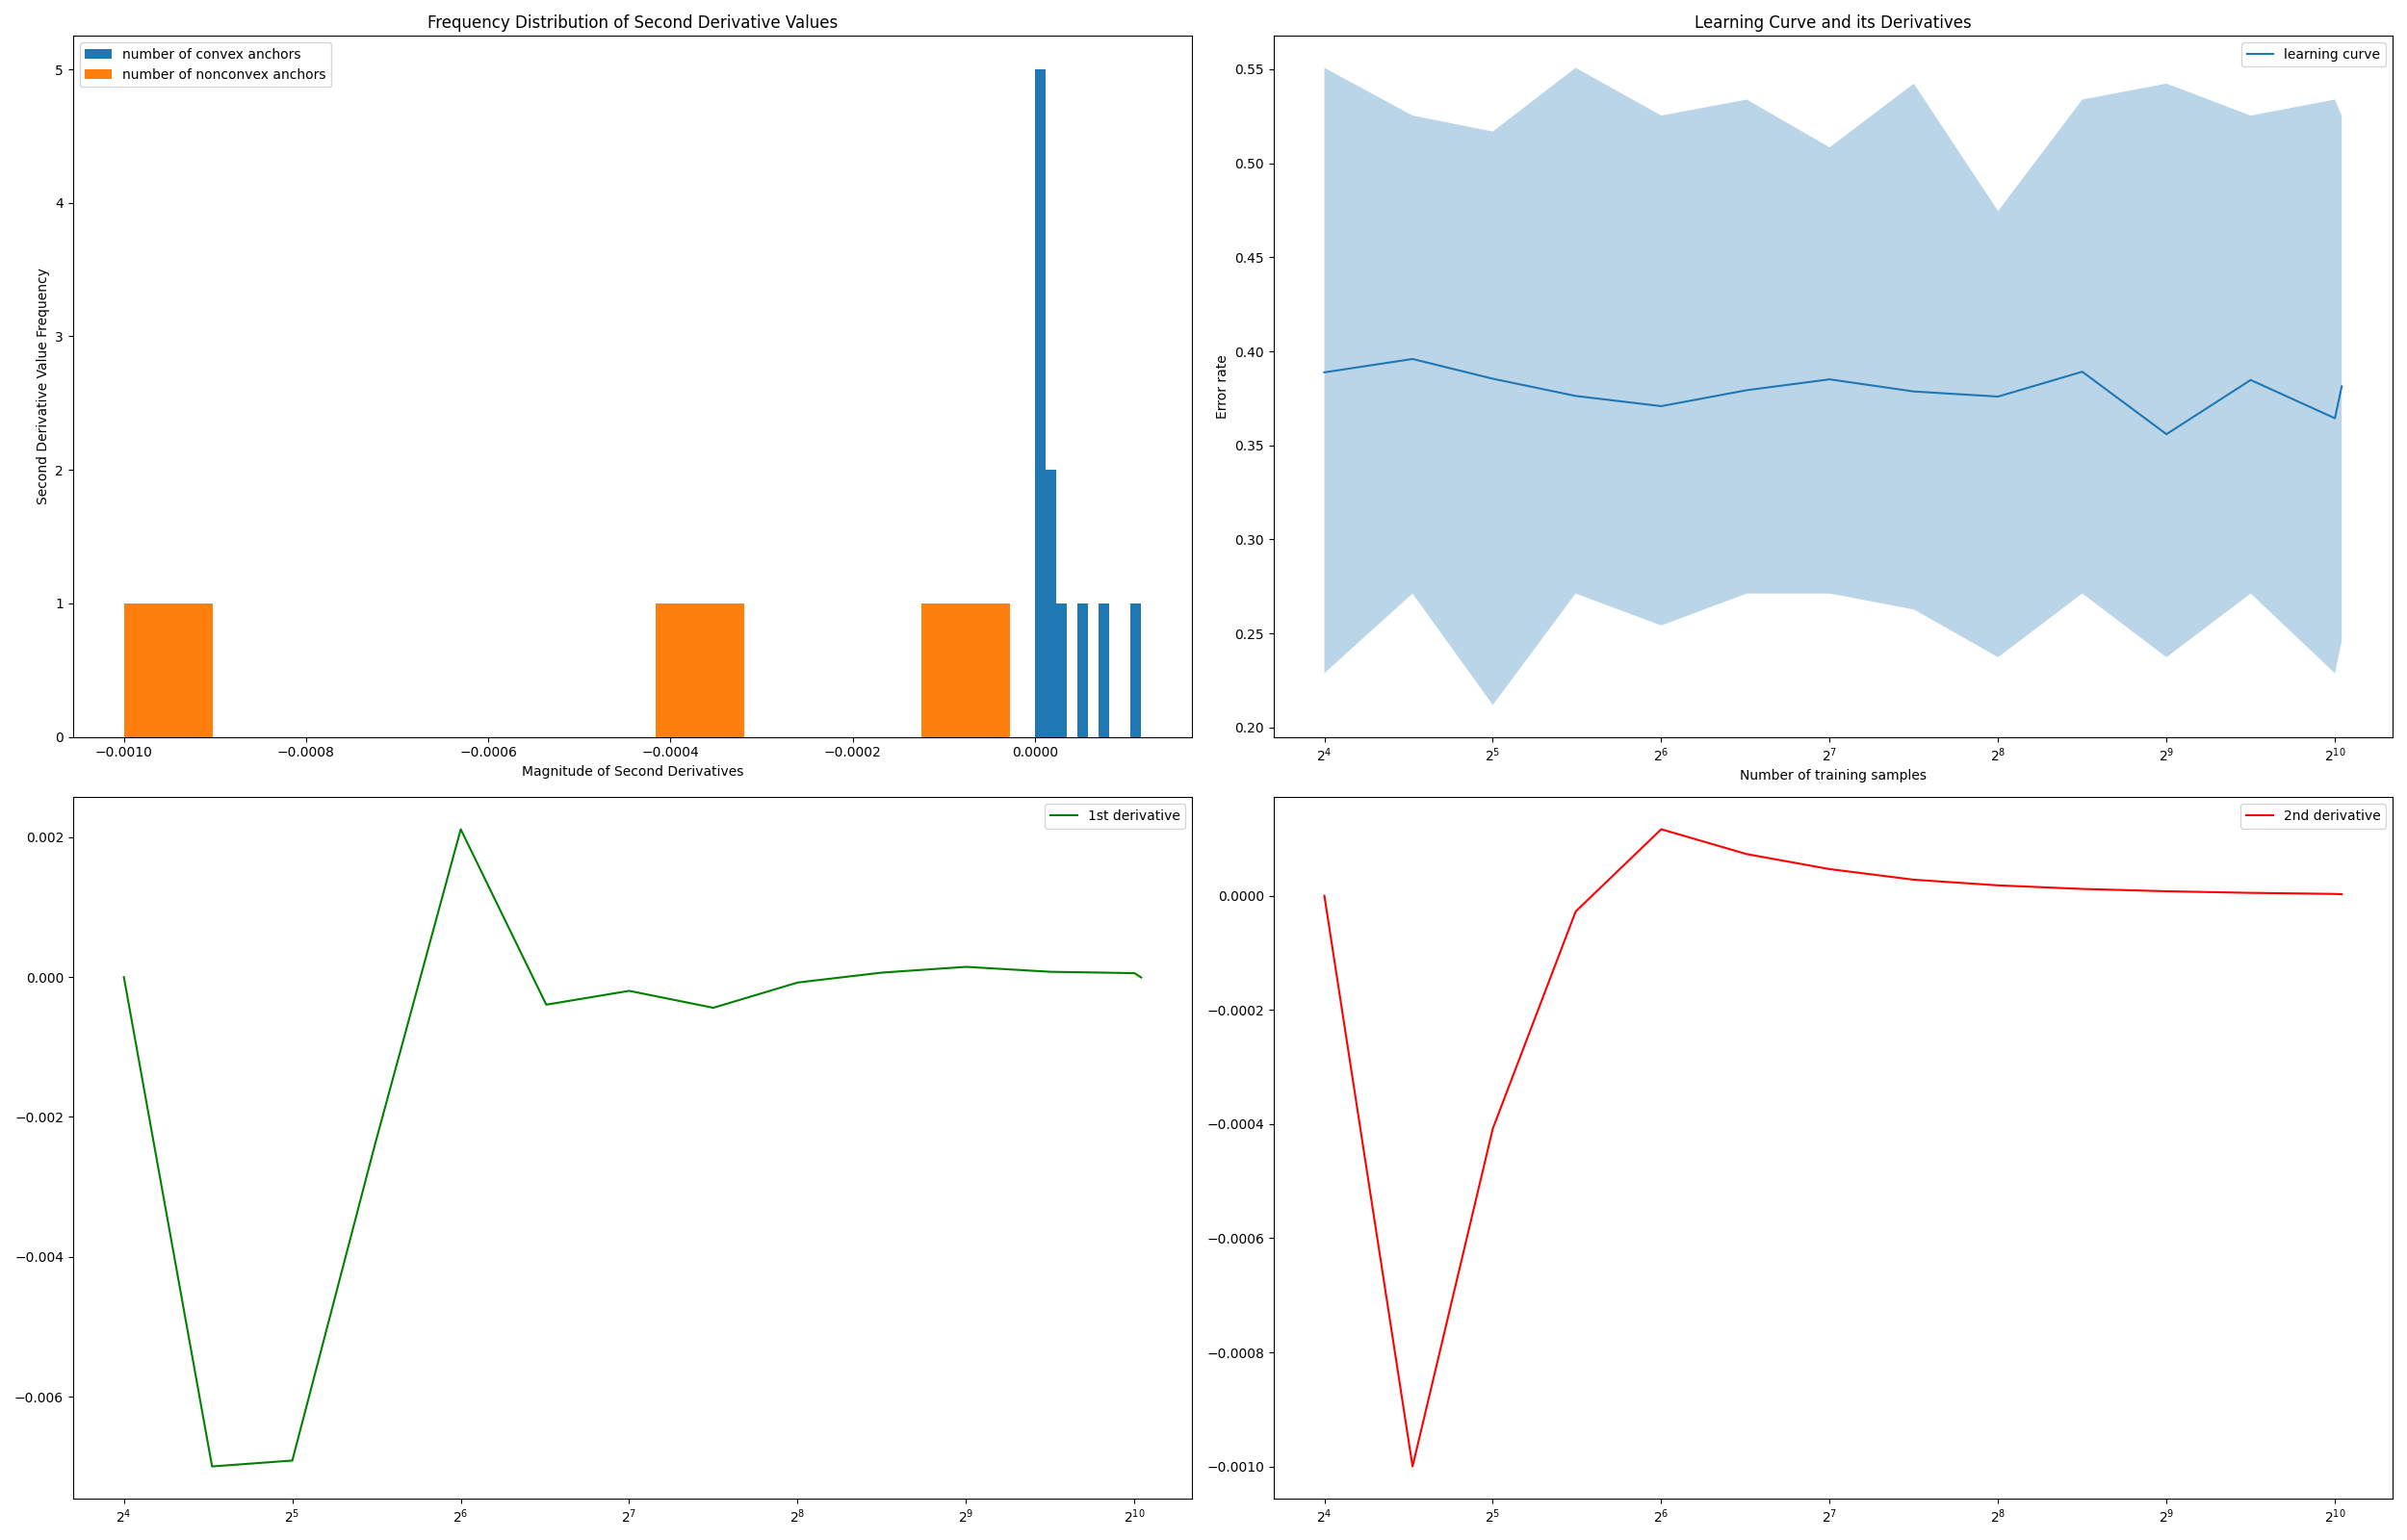 Frequency Distribution of Second Derivative Values
number of convex anchors
number of nonconvex anchors
5
4
3
2
1
0
Second Derivative Value Frequency
−0.0010 −0.0008 −0.0006 −0.0004 −0.0002 0.0000
Magnitude of Second Derivatives
Learning Curve and its Derivatives
learning curve
0.55
0.50
0.45
0.40
0.35
0.30
0.25
0.20
Error rate
2⁴ 2⁵ 2⁶ 2⁷ 2⁸ 2⁹ 2¹⁰
Number of training samples
1st derivative
0.002
0.000
−0.002
−0.004
−0.006
2⁴ 2⁵ 2⁶ 2⁷ 2⁸ 2⁹ 2¹⁰
2nd derivative
0.0000
−0.0002
−0.0004
−0.0006
−0.0008
−0.0010
2⁴ 2⁵ 2⁶ 2⁷ 2⁸ 2⁹ 2¹⁰